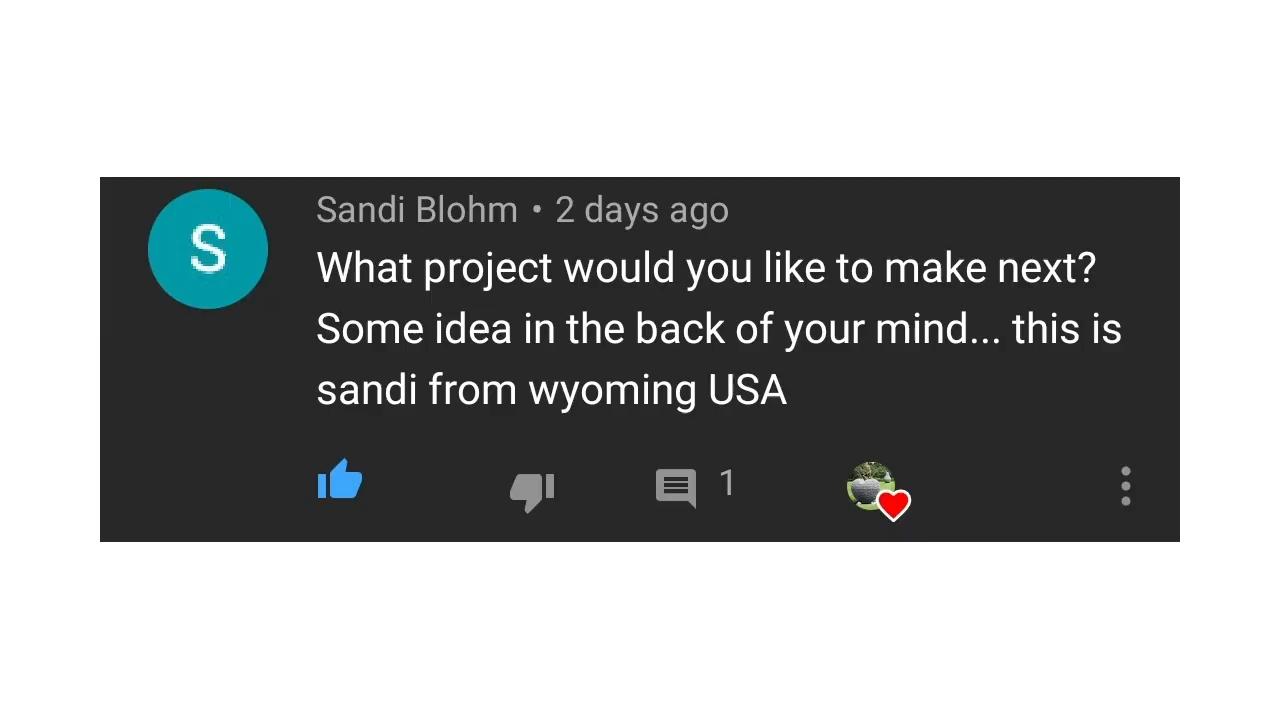 S
Sandi Blohm • 2 days ago
What project would you like to make next?
Some idea in the back of your mind... this is
sandi from wyoming USA
1